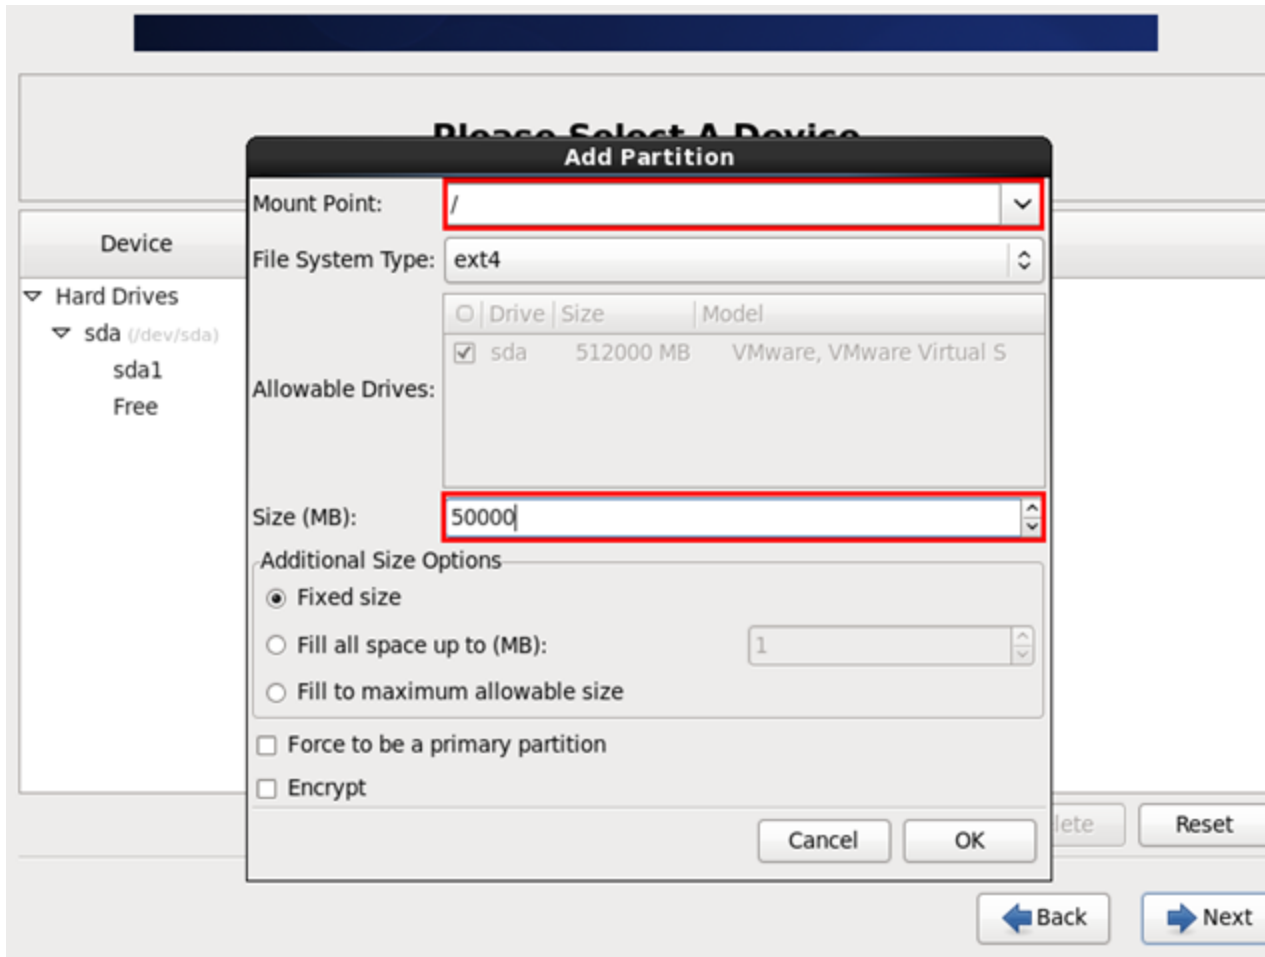 Please Select A Device
Add Partition
Mount Point: /
Device
File System Type: ext4
Hard Drives
Drive Size Model
sda (/dev/sda)
sda 512000 MB VMware, VMware Virtual S
sda1
Allowable Drives:
Free
Size (MB): 50000
Additional Size Options
Fixed size
Fill all space up to (MB): 1
Fill to maximum allowable size
Force to be a primary partition
Encrypt
Cancel OK
lete Reset
Back Next